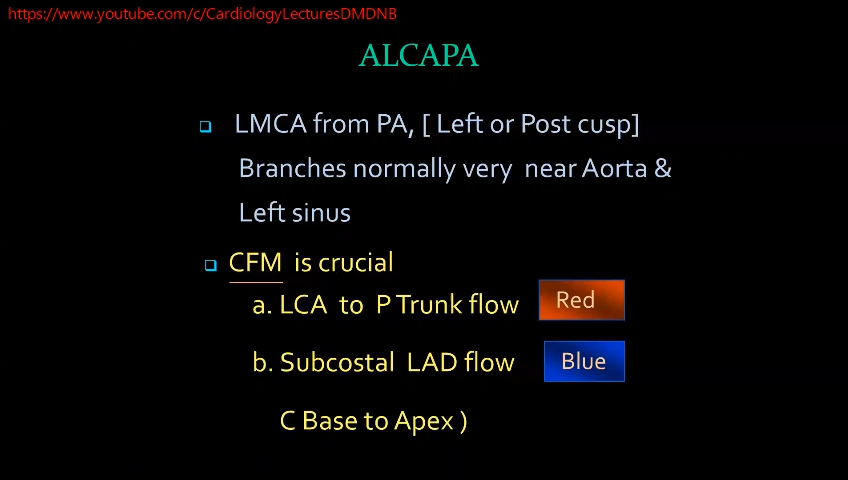 https://www.youtube.com/c/CardiologyLecturesDMDNB
ALCAPA
LMCA from PA, [ Left or Post cusp]
Branches normally very near Aorta &
Left sinus
CFM is crucial
a. LCA to P Trunk flow Red
b. Subcostal LAD flow Blue
C Base to Apex )